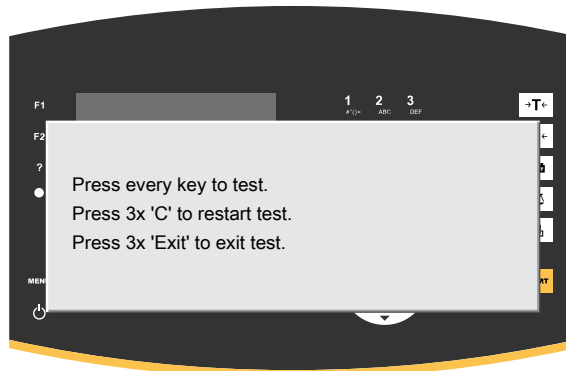 F1
1 2 3
#*()= ABC DEF
→T←
F2
?
Press every key to test.
Press 3x 'C' to restart test.
Press 3x 'Exit' to exit test.
MEN
RT